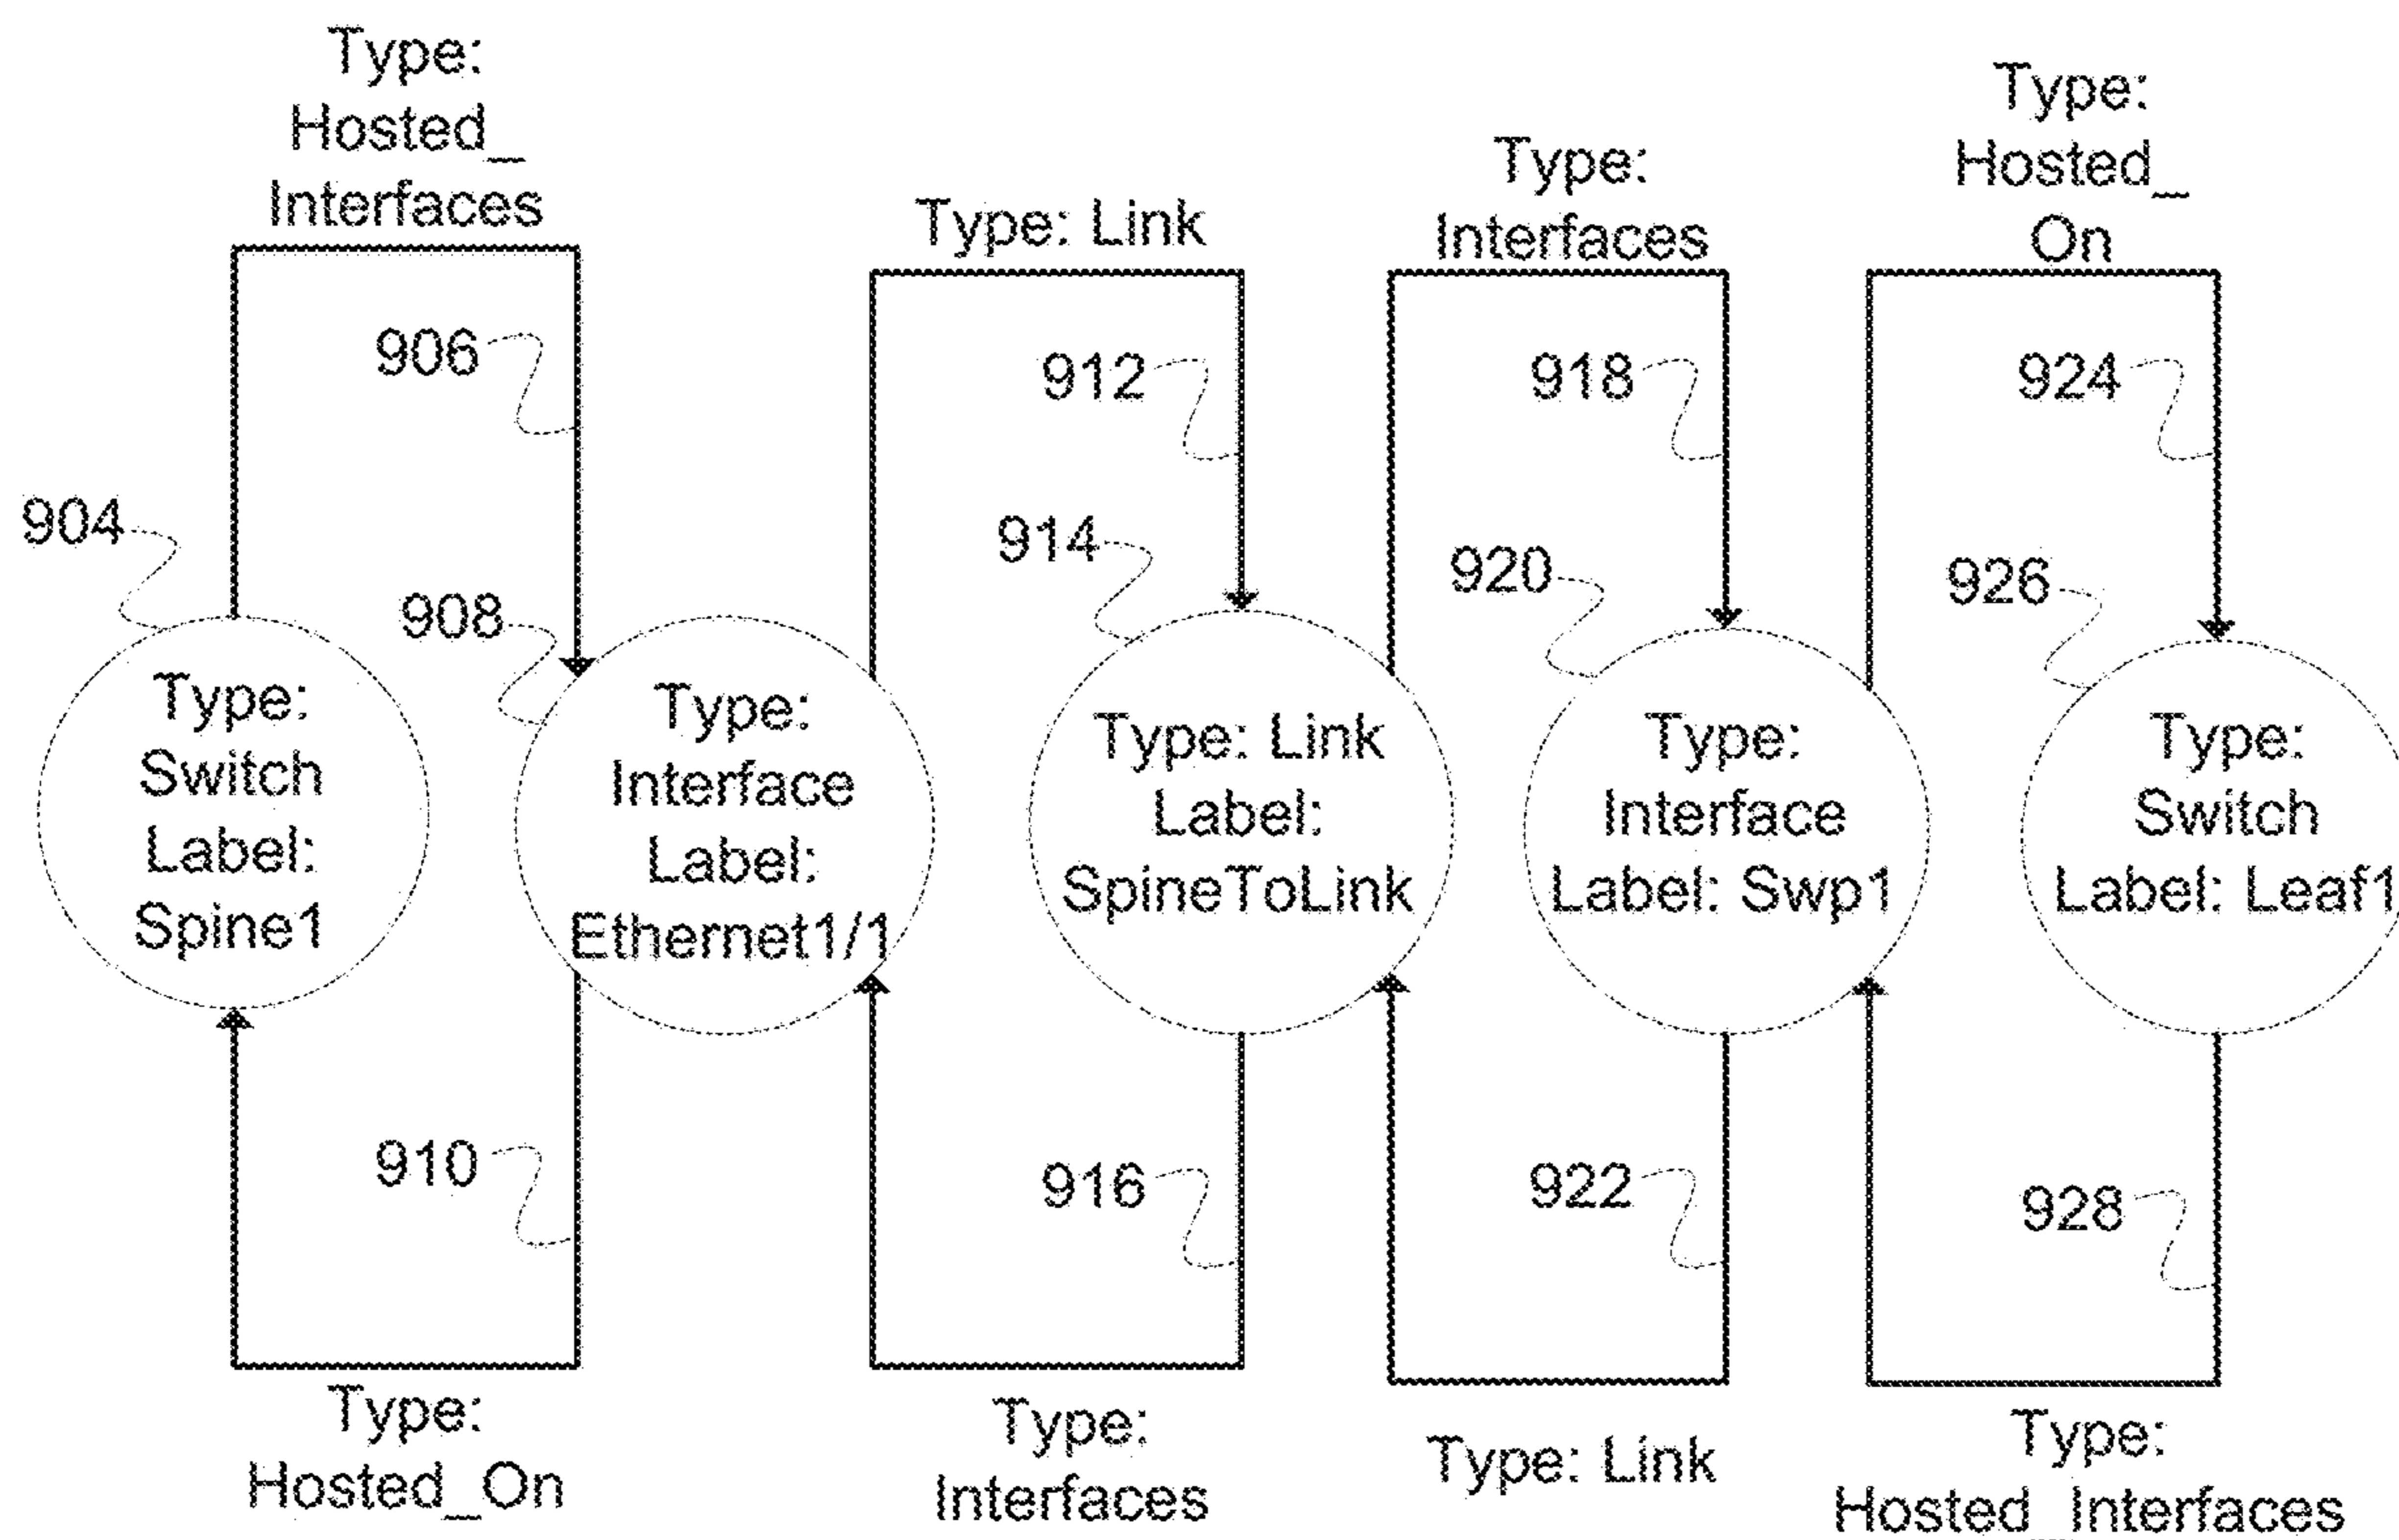 Type:
Hosted_
Interfaces
Type: Link
Type:
Interfaces
Type:
Hosted_
On
906
912
918
924
904
908
914
920
926
Type:
Switch
Label:
Spine1
Type:
Interface
Label:
Ethernet1/1
Type: Link
Label:
SpineToLink
Type:
Interface
Label: Swp1
Type:
Switch
Label: Leaf1
910
916
922
928
Type:
Hosted_On
Type:
Interfaces
Type: Link
Type:
Hosted_Interfaces